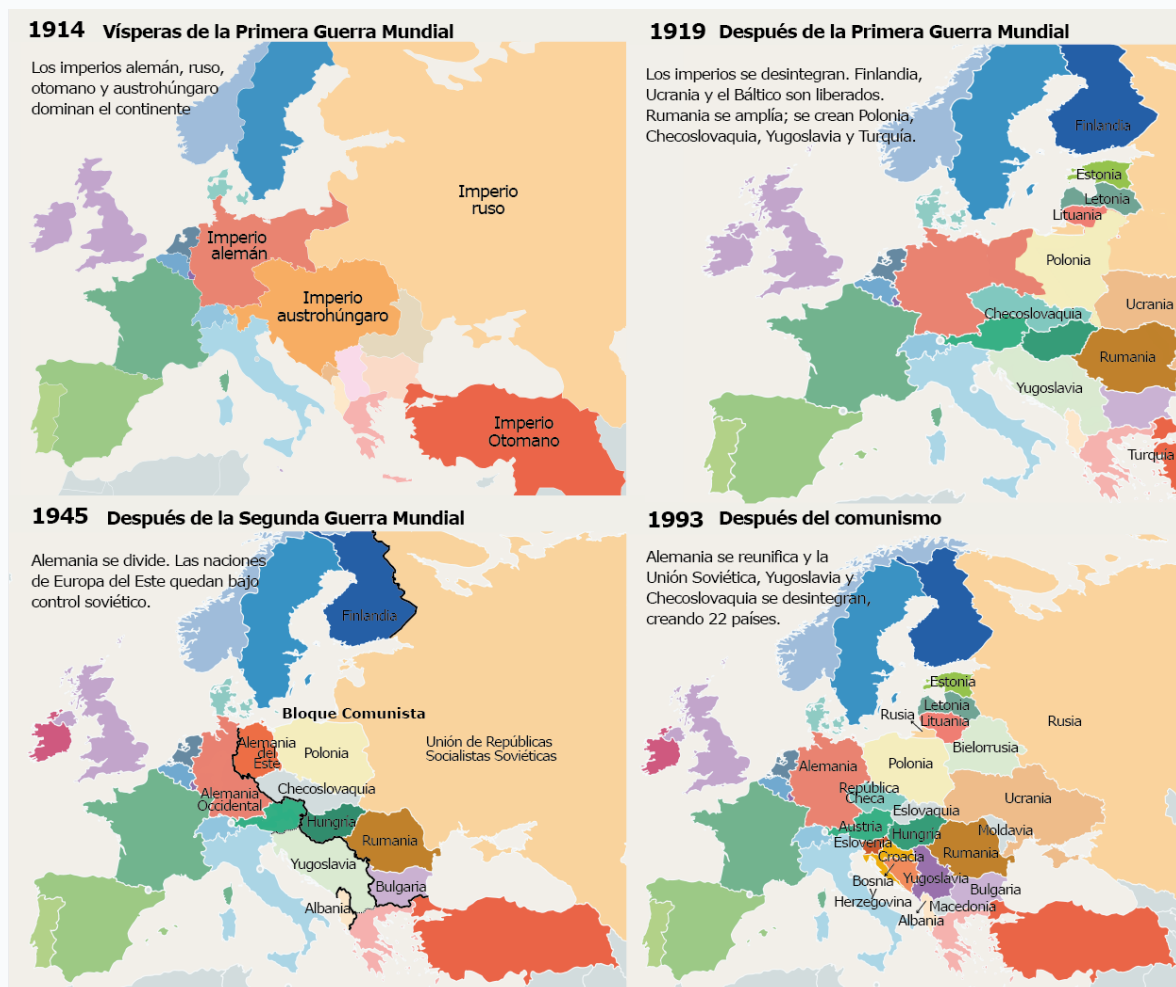 1914 Vísperas de la Primera Guerra Mundial
Los imperios alemán, ruso,
otomano y austrohúngaro
dominan el continente
Imperio
ruso
Imperio
alemán
Imperio
austrohúngaro
Imperio
Otomano
1919 Después de la Primera Guerra Mundial
Los imperios se desintegran. Finlandia,
Ucrania y el Báltico son liberados.
Rumania se amplía; se crean Polonia,
Checoslovaquia, Yugoslavia y Turquía.
Finlandia
Estonia
Letonia
Lituania
Polonia
Ucrania
Checoslovaquia
Rumania
Yugoslavia
Turquía
1945 Después de la Segunda Guerra Mundial
Alemania se divide. Las naciones
de Europa del Este quedan bajo
control soviético.
Finlandia
Bloque Comunista
Alemania
del
Este
Polonia
Unión de Repúblicas
Socialistas Soviéticas
Checoslovaquia
Alemania
Occidental
Hungría
Rumania
Yugoslavia
Bulgaria
Albania
1993 Después del comunismo
Alemania se reunifica y la
Unión Soviética, Yugoslavia y
Checoslovaquia se desintegran,
creando 22 países.
Estonia
Letonia
Rusia
Lituania
Rusia
Bielorrusia
Alemania
Polonia
República
Checa
Ucrania
Eslovaquia
Austria
Hungría
Moldavia
Eslovenia
Croacia
Rumania
Bosnia
y
Herzegovina
Yugoslavia
Bulgaria
Macedonia
Albania